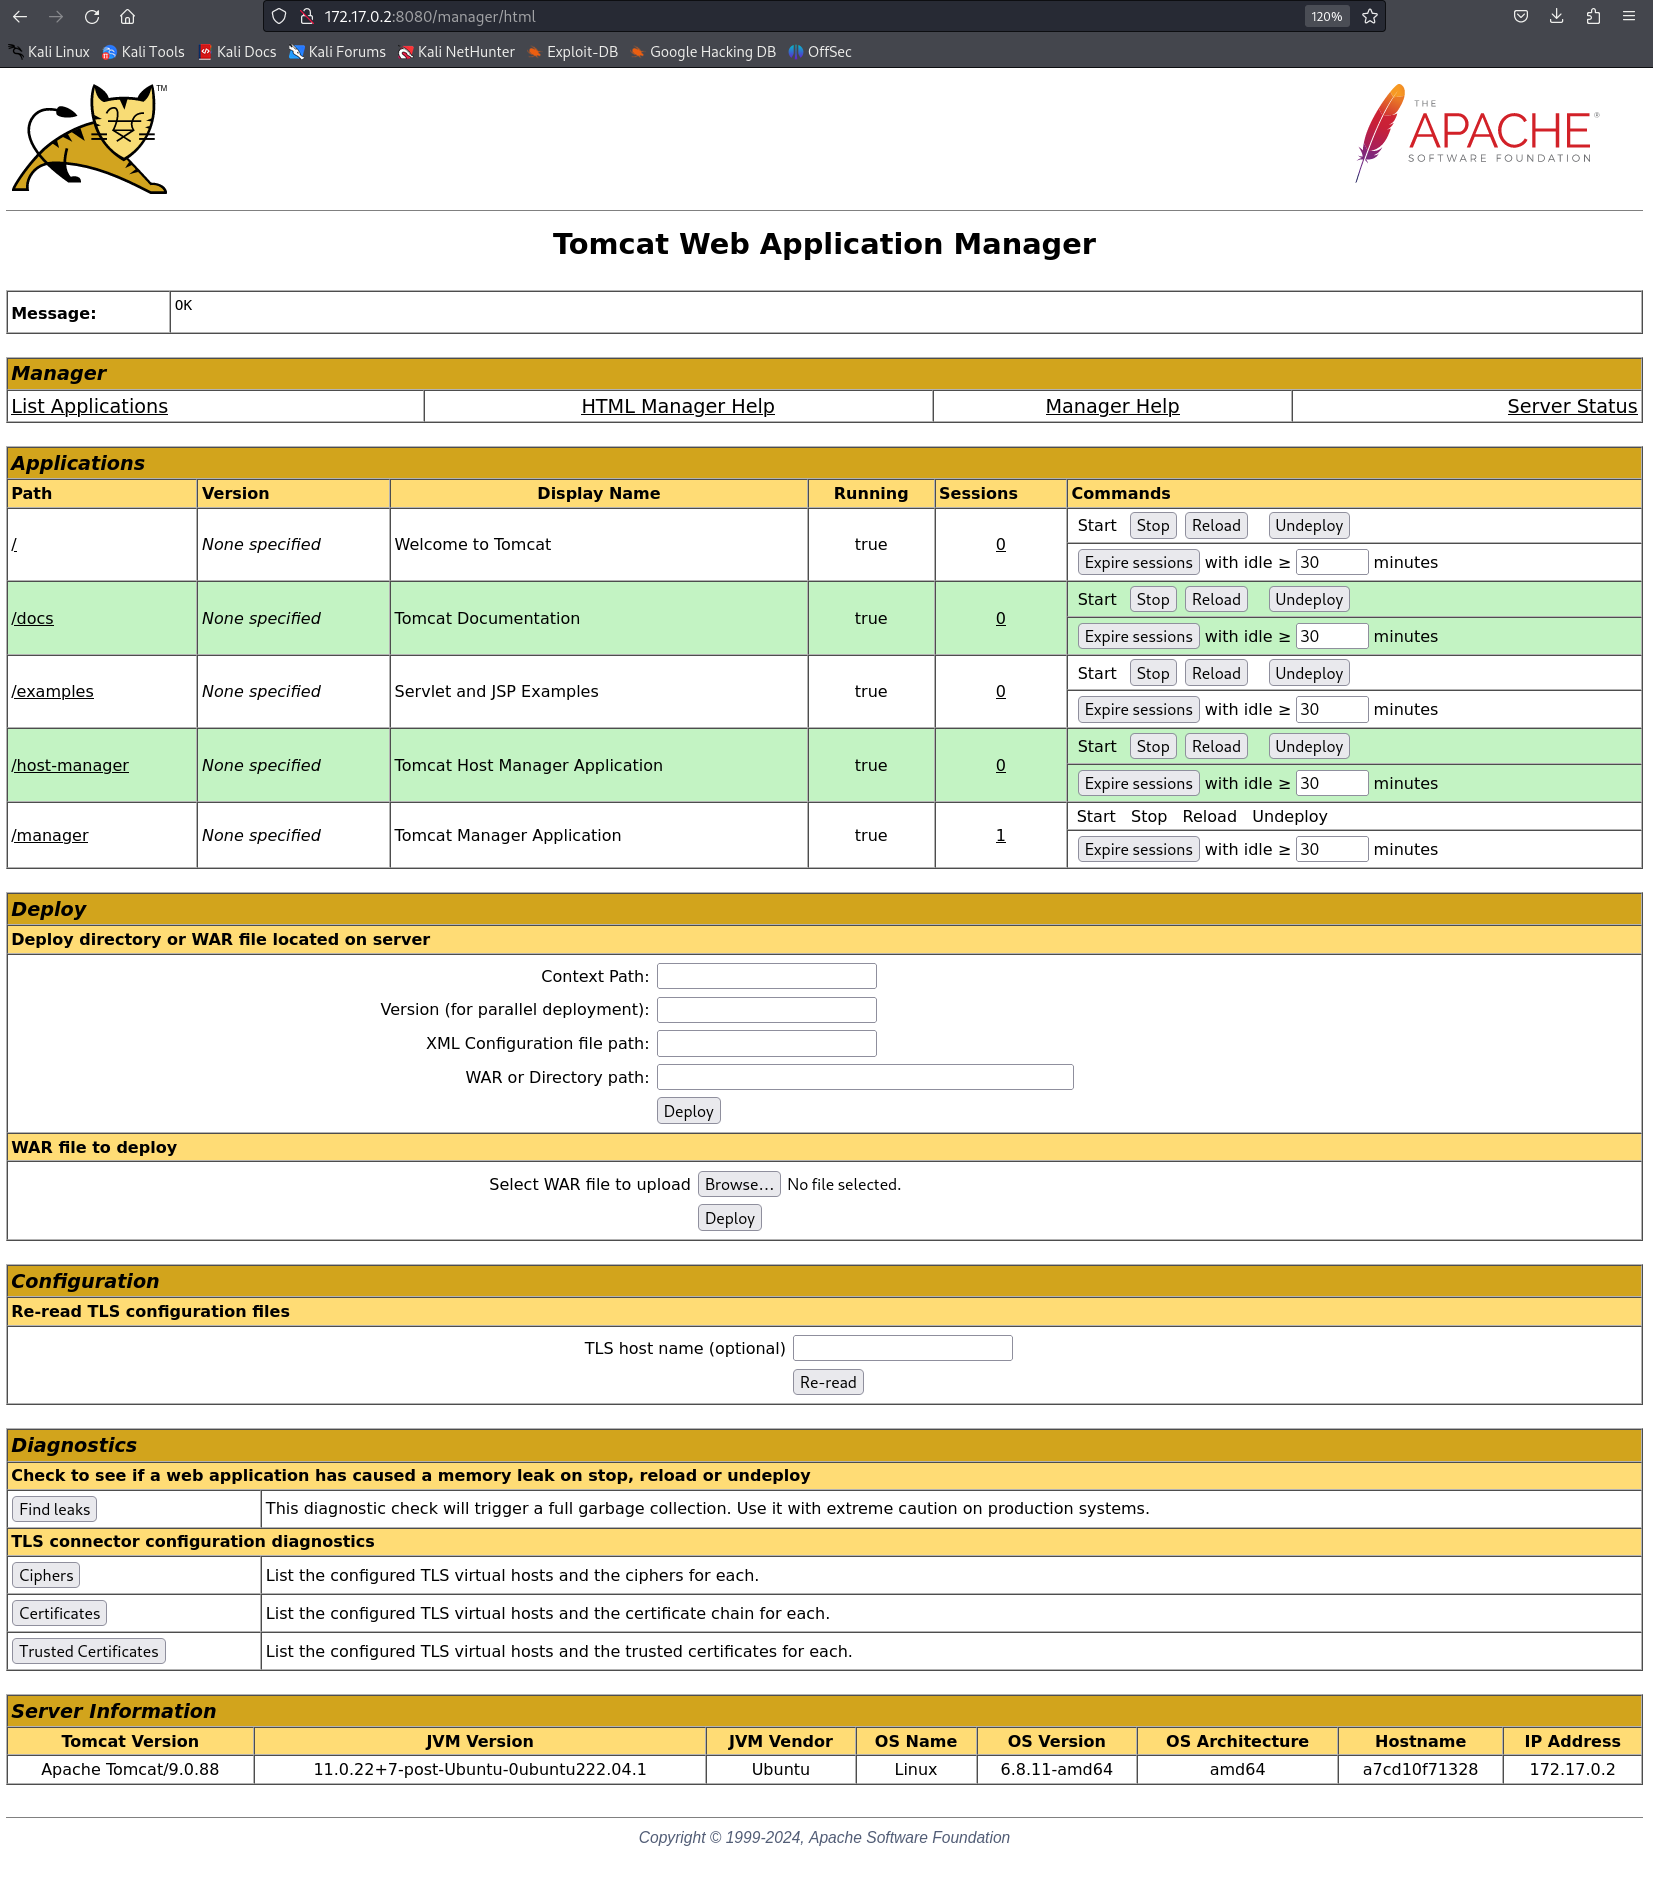 172.17.0.2:8080/manager/html 120%
Kali Linux Kali Tools Kali Docs Kali Forums Kali NetHunter Exploit-DB Google Hacking DB OffSec
TM
THE
APACHE®
SOFTWARE FOUNDATION
Tomcat Web Application Manager
Message: OK
Manager
List Applications HTML Manager Help Manager Help Server Status
Applications
Path Version Display Name Running Sessions Commands
/ None specified Welcome to Tomcat true 0 Start Stop Reload Undeploy
Expire sessions with idle ≥ 30 minutes
/docs None specified Tomcat Documentation true 0 Start Stop Reload Undeploy
Expire sessions with idle ≥ 30 minutes
/examples None specified Servlet and JSP Examples true 0 Start Stop Reload Undeploy
Expire sessions with idle ≥ 30 minutes
/host-manager None specified Tomcat Host Manager Application true 0 Start Stop Reload Undeploy
Expire sessions with idle ≥ 30 minutes
/manager None specified Tomcat Manager Application true 1 Start Stop Reload Undeploy
Expire sessions with idle ≥ 30 minutes
Deploy
Deploy directory or WAR file located on server
Context Path:
Version (for parallel deployment):
XML Configuration file path:
WAR or Directory path:
Deploy
WAR file to deploy
Select WAR file to upload Browse... No file selected.
Deploy
Configuration
Re-read TLS configuration files
TLS host name (optional)
Re-read
Diagnostics
Check to see if a web application has caused a memory leak on stop, reload or undeploy
Find leaks This diagnostic check will trigger a full garbage collection. Use it with extreme caution on production systems.
TLS connector configuration diagnostics
Ciphers List the configured TLS virtual hosts and the ciphers for each.
Certificates List the configured TLS virtual hosts and the certificate chain for each.
Trusted Certificates List the configured TLS virtual hosts and the trusted certificates for each.
Server Information
Tomcat Version JVM Version JVM Vendor OS Name OS Version OS Architecture Hostname IP Address
Apache Tomcat/9.0.88 11.0.22+7-post-Ubuntu-0ubuntu222.04.1 Ubuntu Linux 6.8.11-amd64 amd64 a7cd10f71328 172.17.0.2
Copyright © 1999-2024, Apache Software Foundation